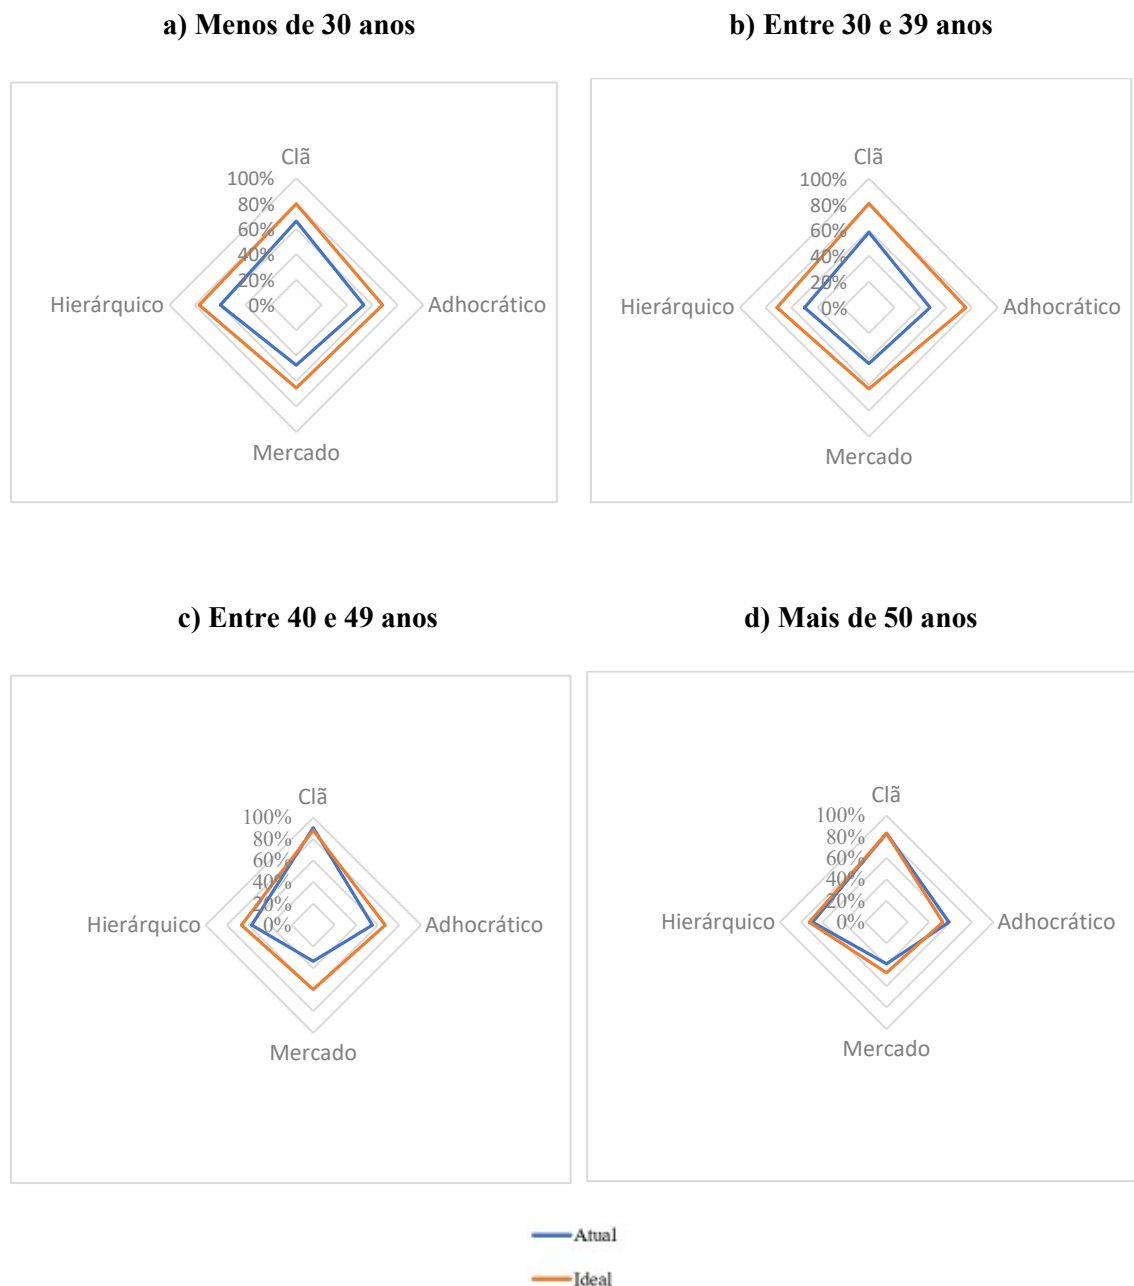 a) Menos de 30 anos
b) Entre 30 e 39 anos
Clã
100%
80%
60%
40%
20%
0%
Hierárquico
Adhocrático
Mercado
Clã
100%
80%
60%
40%
20%
0%
Hierárquico
Adhocrático
Mercado
c) Entre 40 e 49 anos
d) Mais de 50 anos
Clã
100%
80%
60%
40%
20%
0%
Hierárquico
Adhocrático
Mercado
Clã
100%
80%
60%
40%
20%
0%
Hierárquico
Adhocrático
Mercado
Atual
Ideal